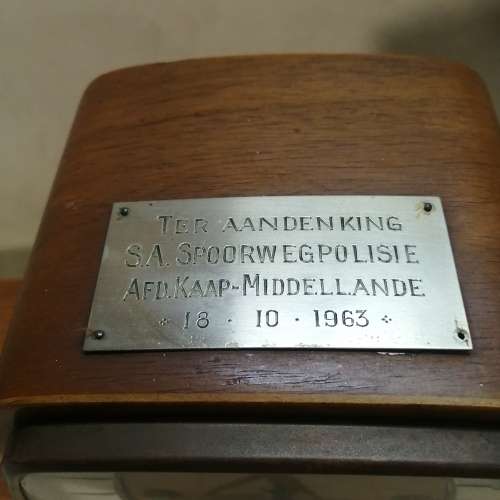 TER AANDENKING
S.A. SPOORWEGPOLISIE
AFD. KAAP-MIDDELLANDE
18 · 10 · 1963